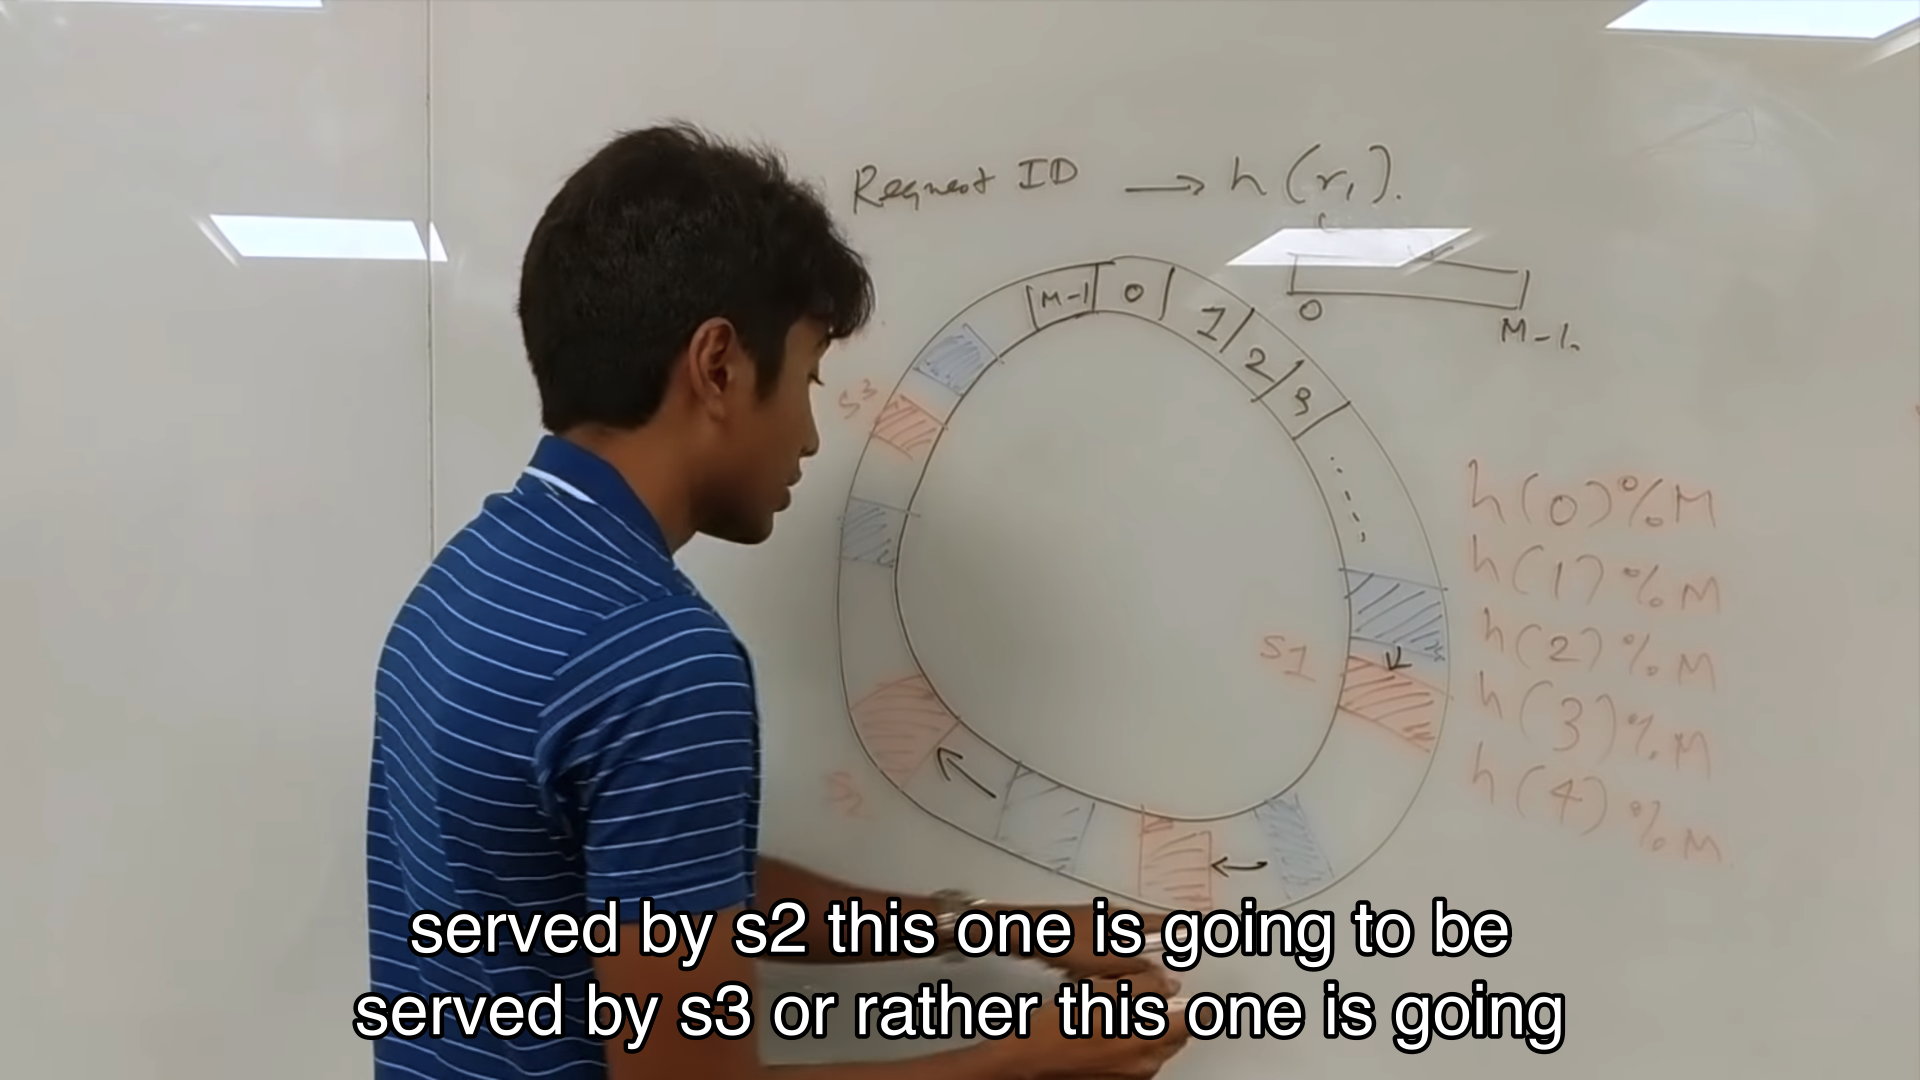 Request ID → h(r₁).
0
M-1.
M-1 0 1 2 3 .....
s3
s1
s2
h(0)%M
h(1)%M
h(2)%M
h(3)%M
h(4)%M
served by s2 this one is going to be
served by s3 or rather this one is going